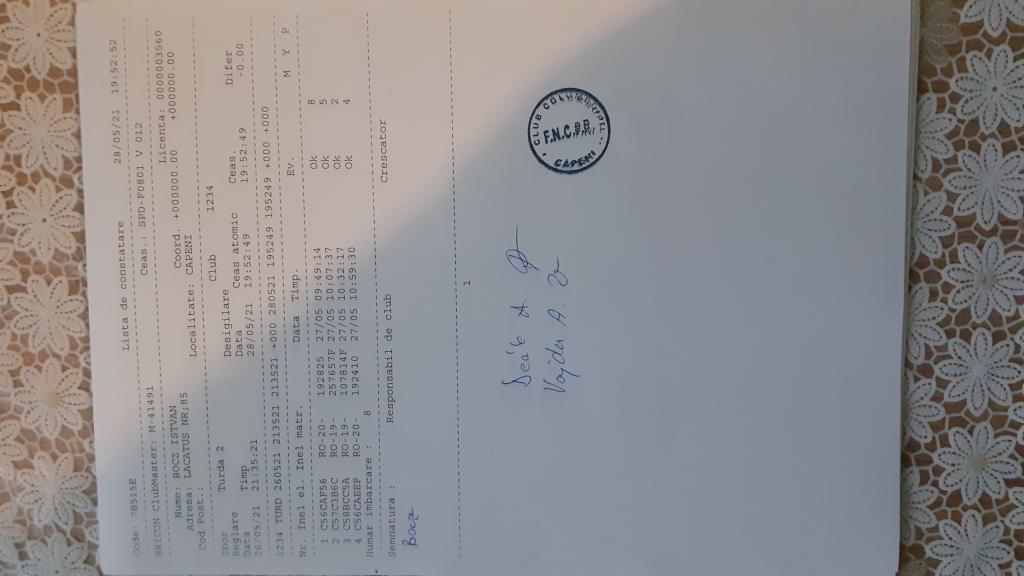 Lista de constatare 28/05/21 19:52:52
Code: 7B515E Ceas.: SPD-F0801 V 012
BRICON ClubMaster: M-41491 Licenta: 0000003560
Nume: BOCZ ISTVAN Coord. +000000.00 +0000000.00
Adresa: LACATUS NR;85 Localitate: CAPENI
Cod Post.:
Club 1234
Zbor Turda 2
Reglare Desigilare Difer
Data Timp Data Ceas atomic Ceas. -0.00
26/05/21 21:35:21 28/05/21 19:52:49 19:52:49
1234 TURD 260521 213521 213521 +000 280521 195249 195249 +000 +000
M Y P
Nr. Inel el. Inel matr. Data Timp. Ev.
1 C56CAF56 RO-20- 192825 27/05 09:49:14 Ok 8
2 C57C3B6C RO-19- 257657F 27/05 10:07:37 Ok 5
3 C58BCC5A RO-19- 107814F 27/05 10:32:17 Ok 2
4 C56CAEEF RO-20- 192410 27/05 10:59:30 Ok 4
Numar imbarcare : 8
Semnatura : Responsabil de club Crescator
Bocz
1
Deáb A.
Vajda A.
CLUB COLUMBOFIL
F.N.C.P.R.
CAPENI